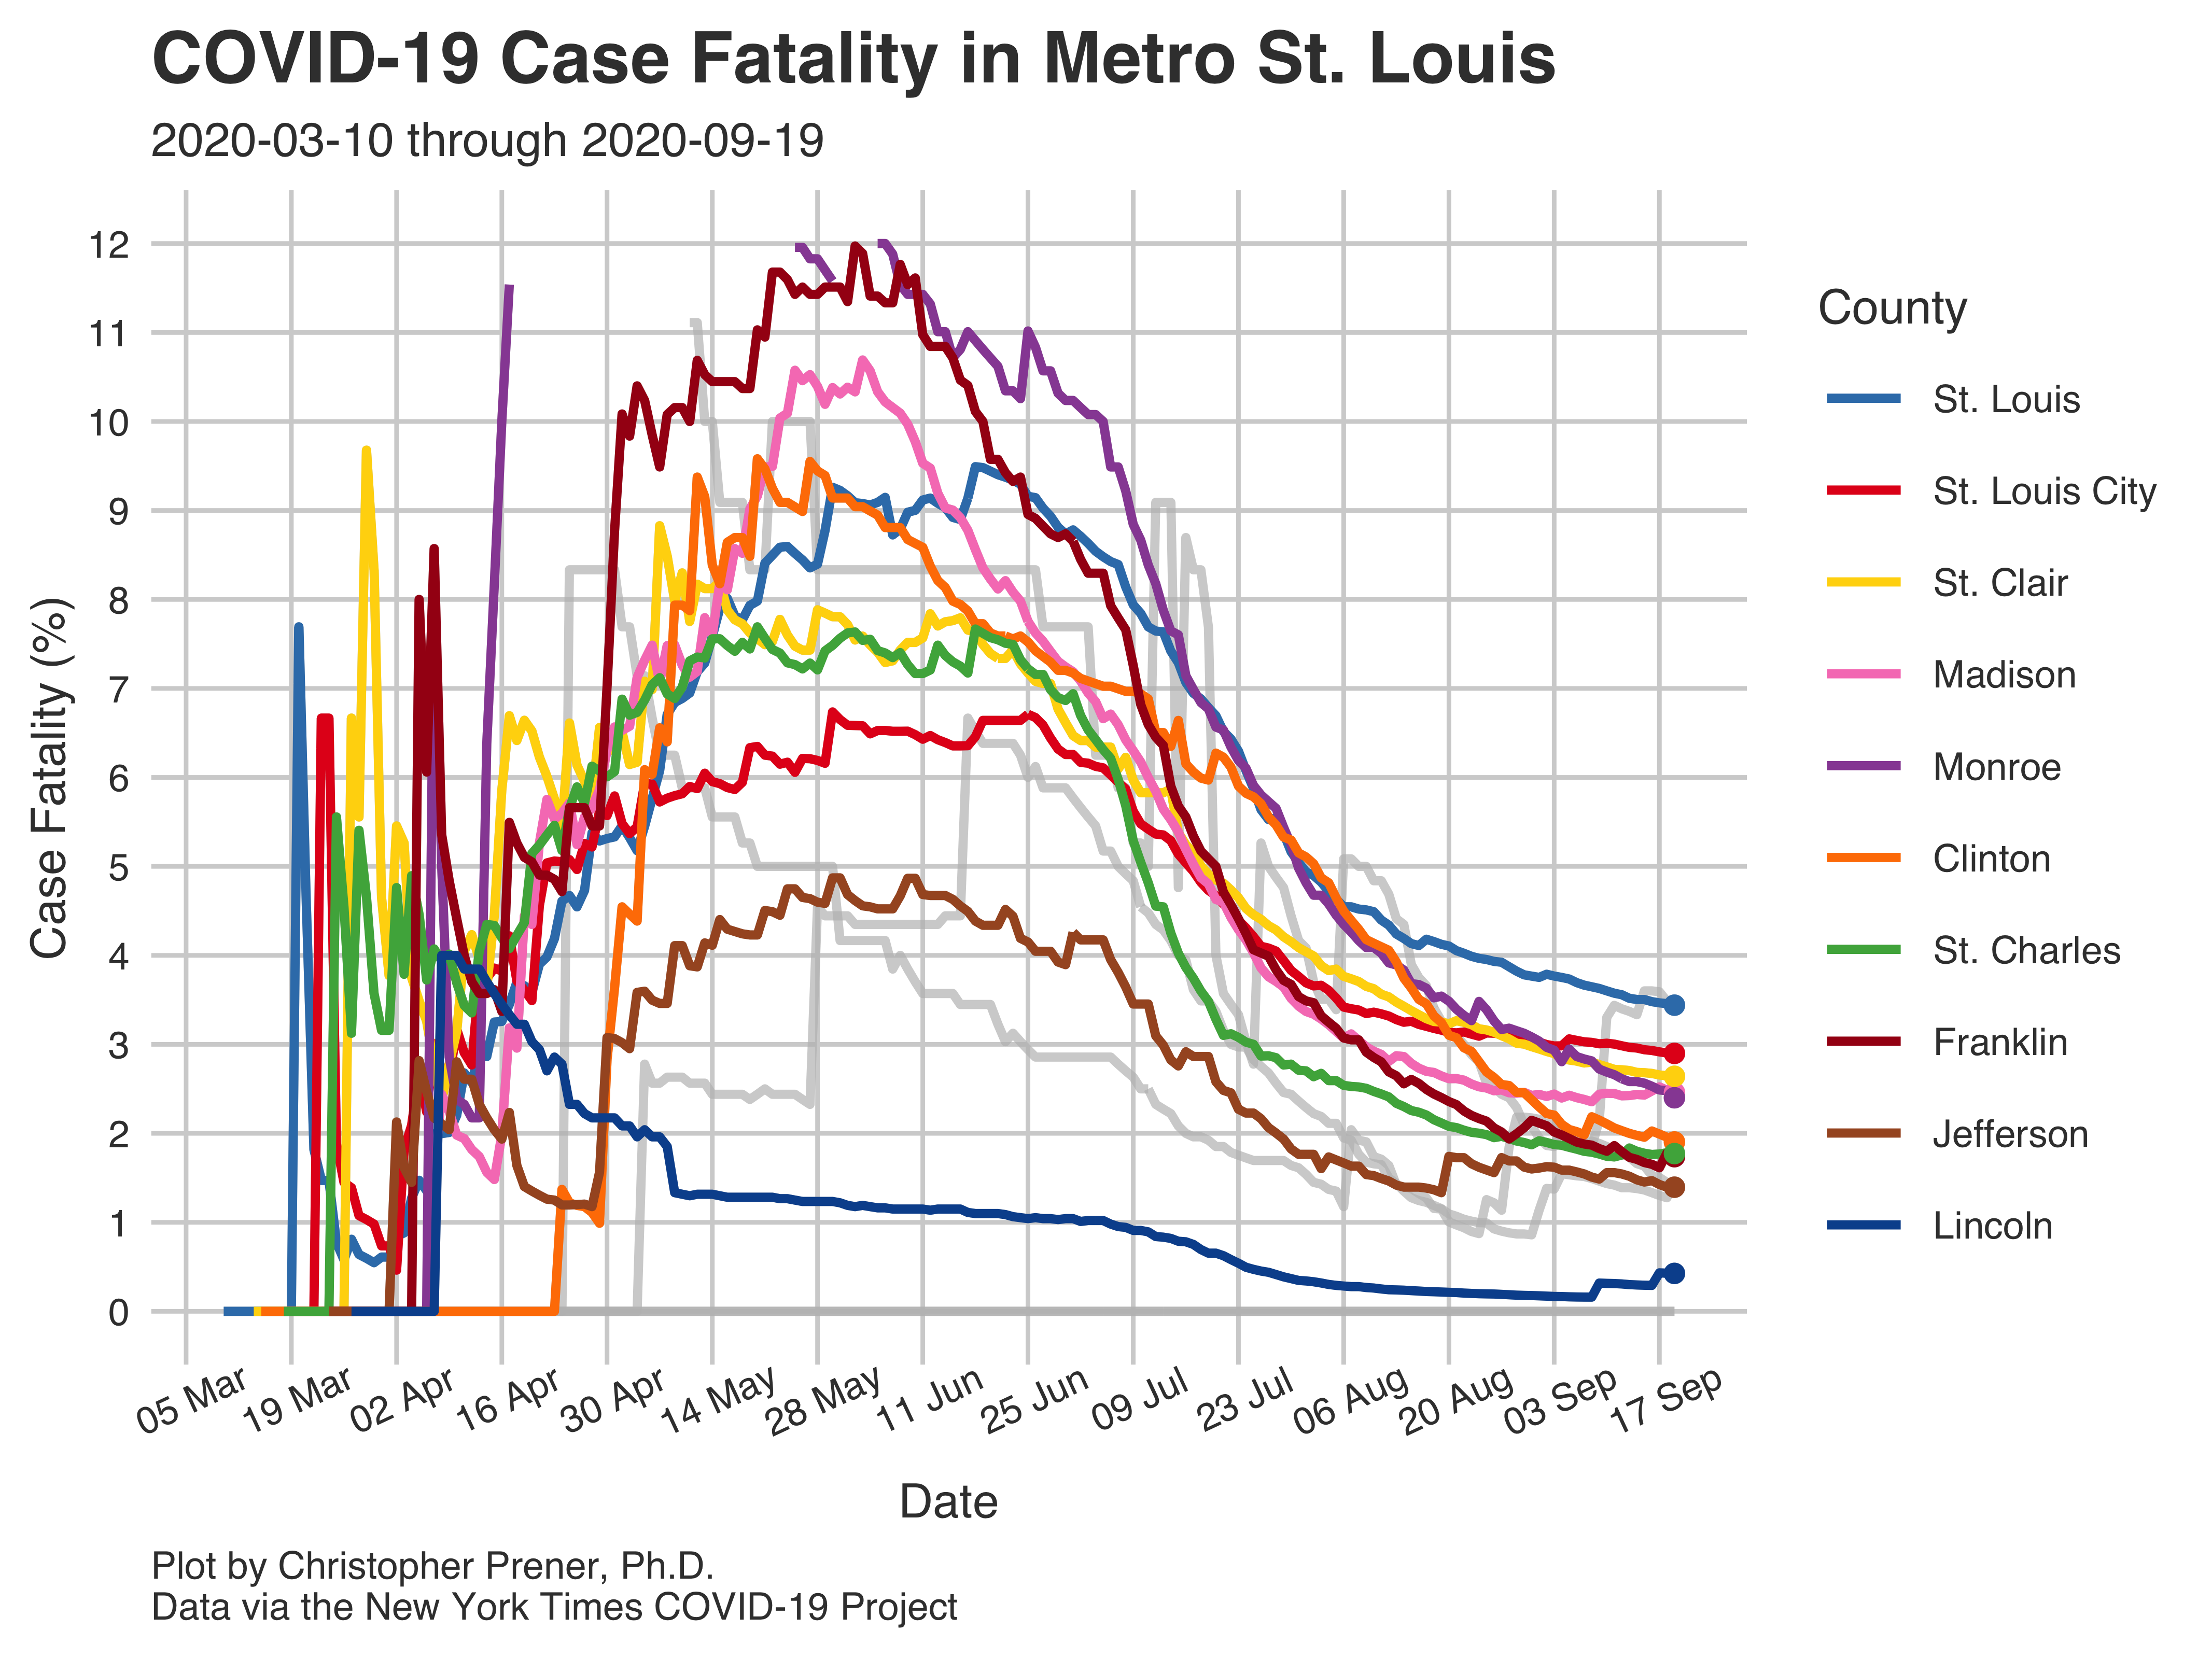 COVID-19 Case Fatality in Metro St. Louis
2020-03-10 through 2020-09-19
Case Fatality (%)
12
11
10
9
8
7
6
5
4
3
2
1
0
05 Mar
19 Mar
02 Apr
16 Apr
30 Apr
14 May
28 May
11 Jun
25 Jun
09 Jul
23 Jul
06 Aug
20 Aug
03 Sep
17 Sep
Date
County
St. Louis
St. Louis City
St. Clair
Madison
Monroe
Clinton
St. Charles
Franklin
Jefferson
Lincoln
Plot by Christopher Prener, Ph.D.
Data via the New York Times COVID-19 Project